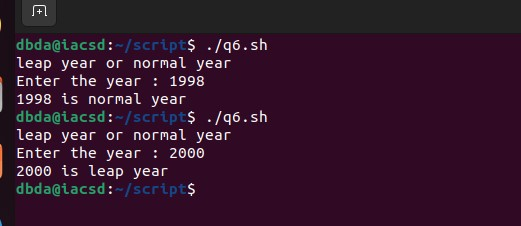 dbda@iacsd:~/script$ ./q6.sh
leap year or normal year
Enter the year : 1998
1998 is normal year
dbda@iacsd:~/script$ ./q6.sh
leap year or normal year
Enter the year : 2000
2000 is leap year
dbda@iacsd:~/script$